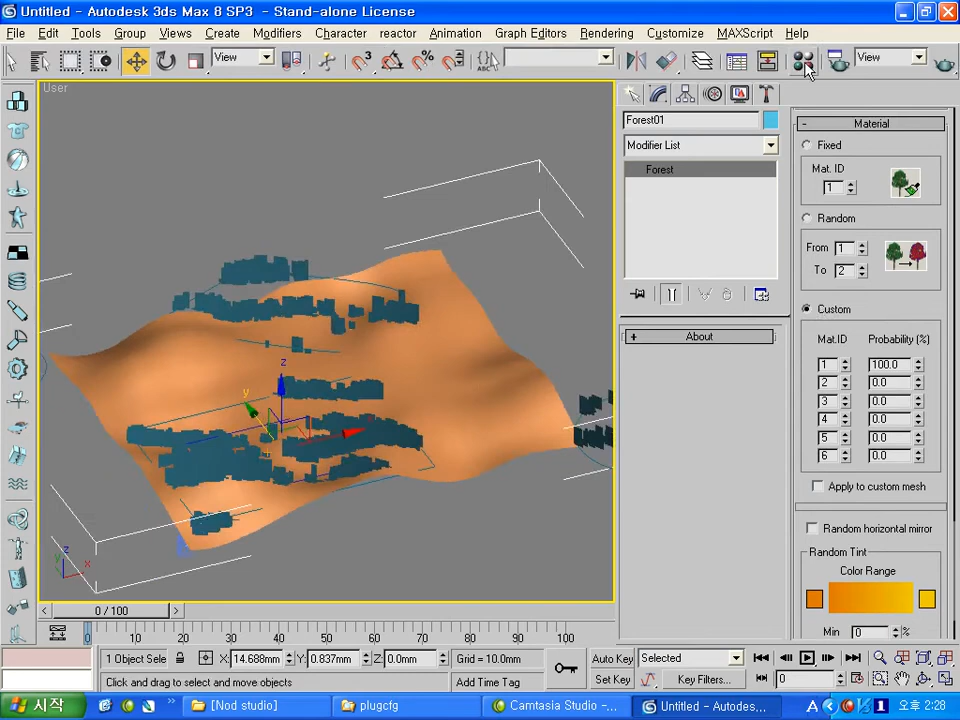 Untitled - Autodesk 3ds Max 8 SP3 - Stand-alone License
File Edit Tools Group Views Create Modifiers Character reactor Animation Graph Editors Rendering Customize MAXScript Help
View
View
User
Forest01
Modifier List
Forest
+ About
- Material
Fixed
Mat. ID
1
Random
From 1
To 2
Custom
Mat.ID Probability (%)
1 100.0
2 0.0
3 0.0
4 0.0
5 0.0
6 0.0
Apply to custom mesh
Random horizontal mirror
Random Tint
Color Range
Min 0 %
z
y
z
x
< 0 / 100 >
0 10 20 30 40 50 60 70 80 90 100
1 Object Sele X: 14.688mm Y: 0.837mm Z: 0.0mm Grid = 10.0mm
Auto Key Selected
Click and drag to select and move objects
Add Time Tag
Set Key Key Filters... 0
시작 [Nod studio] plugcfg Camtasia Studio -... Untitled - Autodes... A 오후 2:28